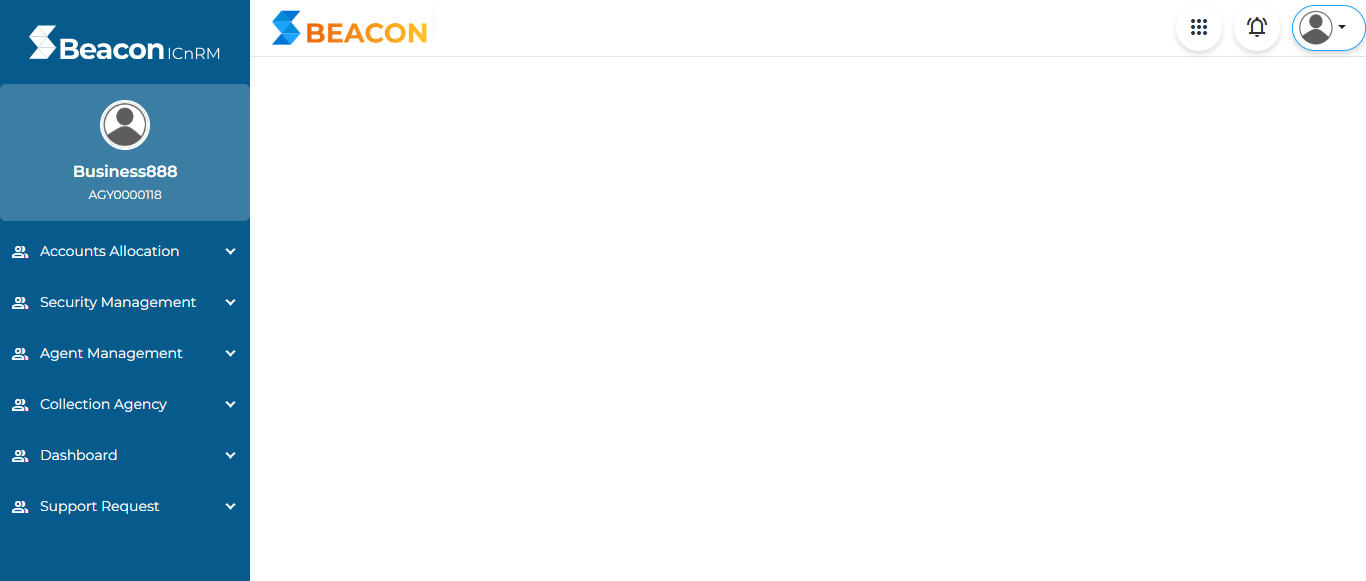 Beacon ICnRM
BEACON
Business888
AGY0000118
Accounts Allocation
Security Management
Agent Management
Collection Agency
Dashboard
Support Request